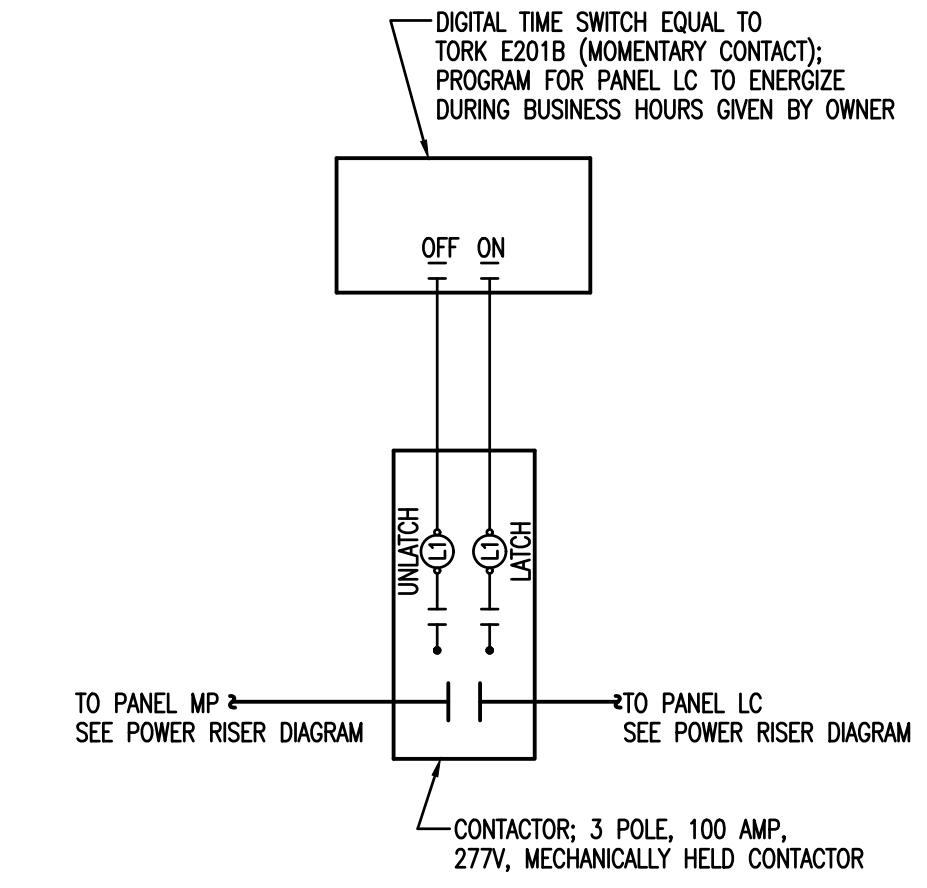 DIGITAL TIME SWITCH EQUAL TO
TORK E201B (MOMENTARY CONTACT);
PROGRAM FOR PANEL LC TO ENERGIZE
DURING BUSINESS HOURS GIVEN BY OWNER
OFF ON
UNLATCH
L1
L1
LATCH
TO PANEL MP
SEE POWER RISER DIAGRAM
TO PANEL LC
SEE POWER RISER DIAGRAM
CONTACTOR; 3 POLE, 100 AMP,
277V, MECHANICALLY HELD CONTACTOR